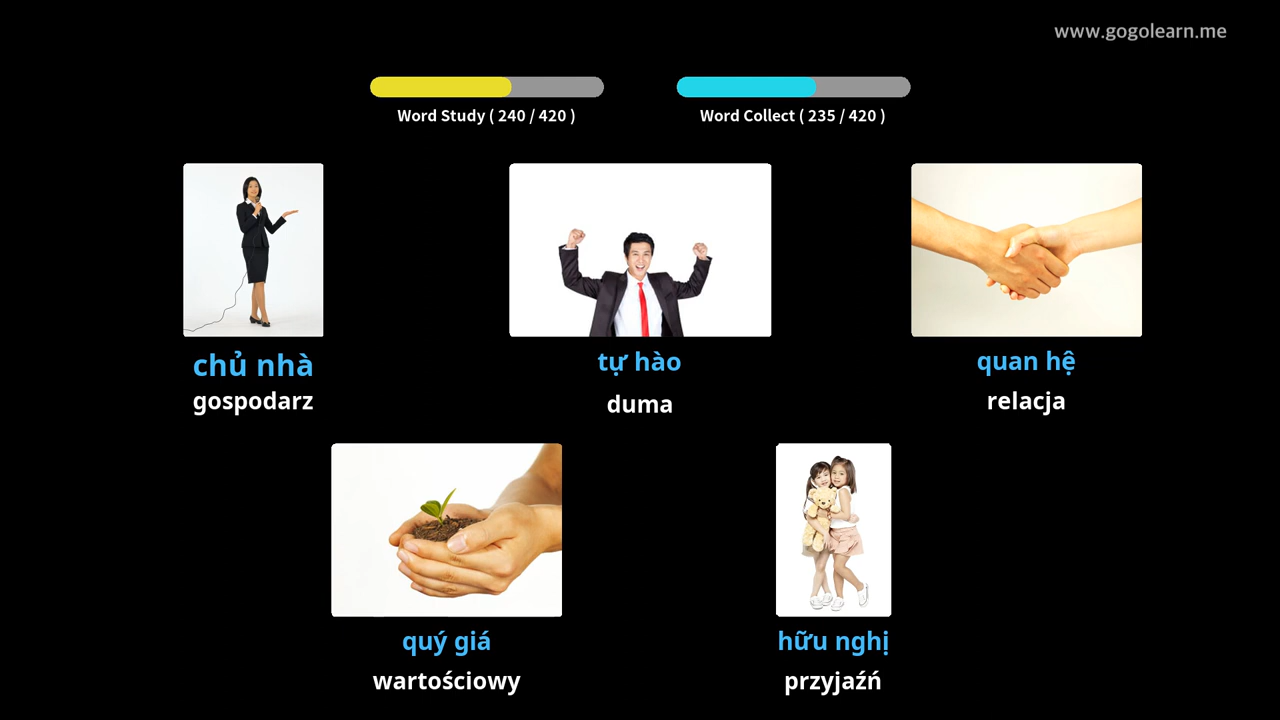 www.gogolearn.me
Word Study ( 240 / 420 )
Word Collect ( 235 / 420 )
chủ nhà
gospodarz
tự hào
duma
quan hệ
relacja
quý giá
wartościowy
hữu nghị
przyjaźń